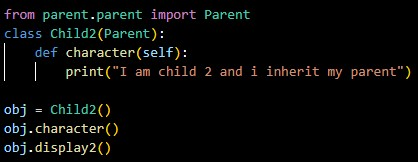 from parent.parent import Parent
class Child2(Parent):
    def character(self):
        print("I am child 2 and i inherit my parent")

obj = Child2()
obj.character()
obj.display2()